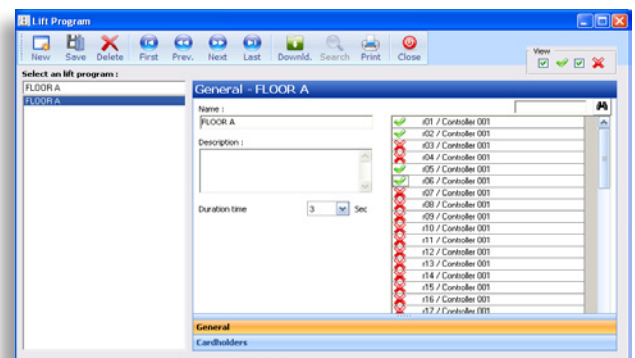 Lift Program
New Save Delete First Prev. Next Last Downld. Search Print Close
View
Select an lift program :
FLOOR A
FLOOR A
General - FLOOR A
Name :
FLOOR A
Description :
Duration time 3 Sec
r01 / Controller 001
r02 / Controller 001
r03 / Controller 001
r04 / Controller 001
r05 / Controller 001
r06 / Controller 001
r07 / Controller 001
r08 / Controller 001
r09 / Controller 001
r10 / Controller 001
r11 / Controller 001
r12 / Controller 001
r13 / Controller 001
r14 / Controller 001
r15 / Controller 001
r16 / Controller 001
r17 / Controller 001
General
Cardholders